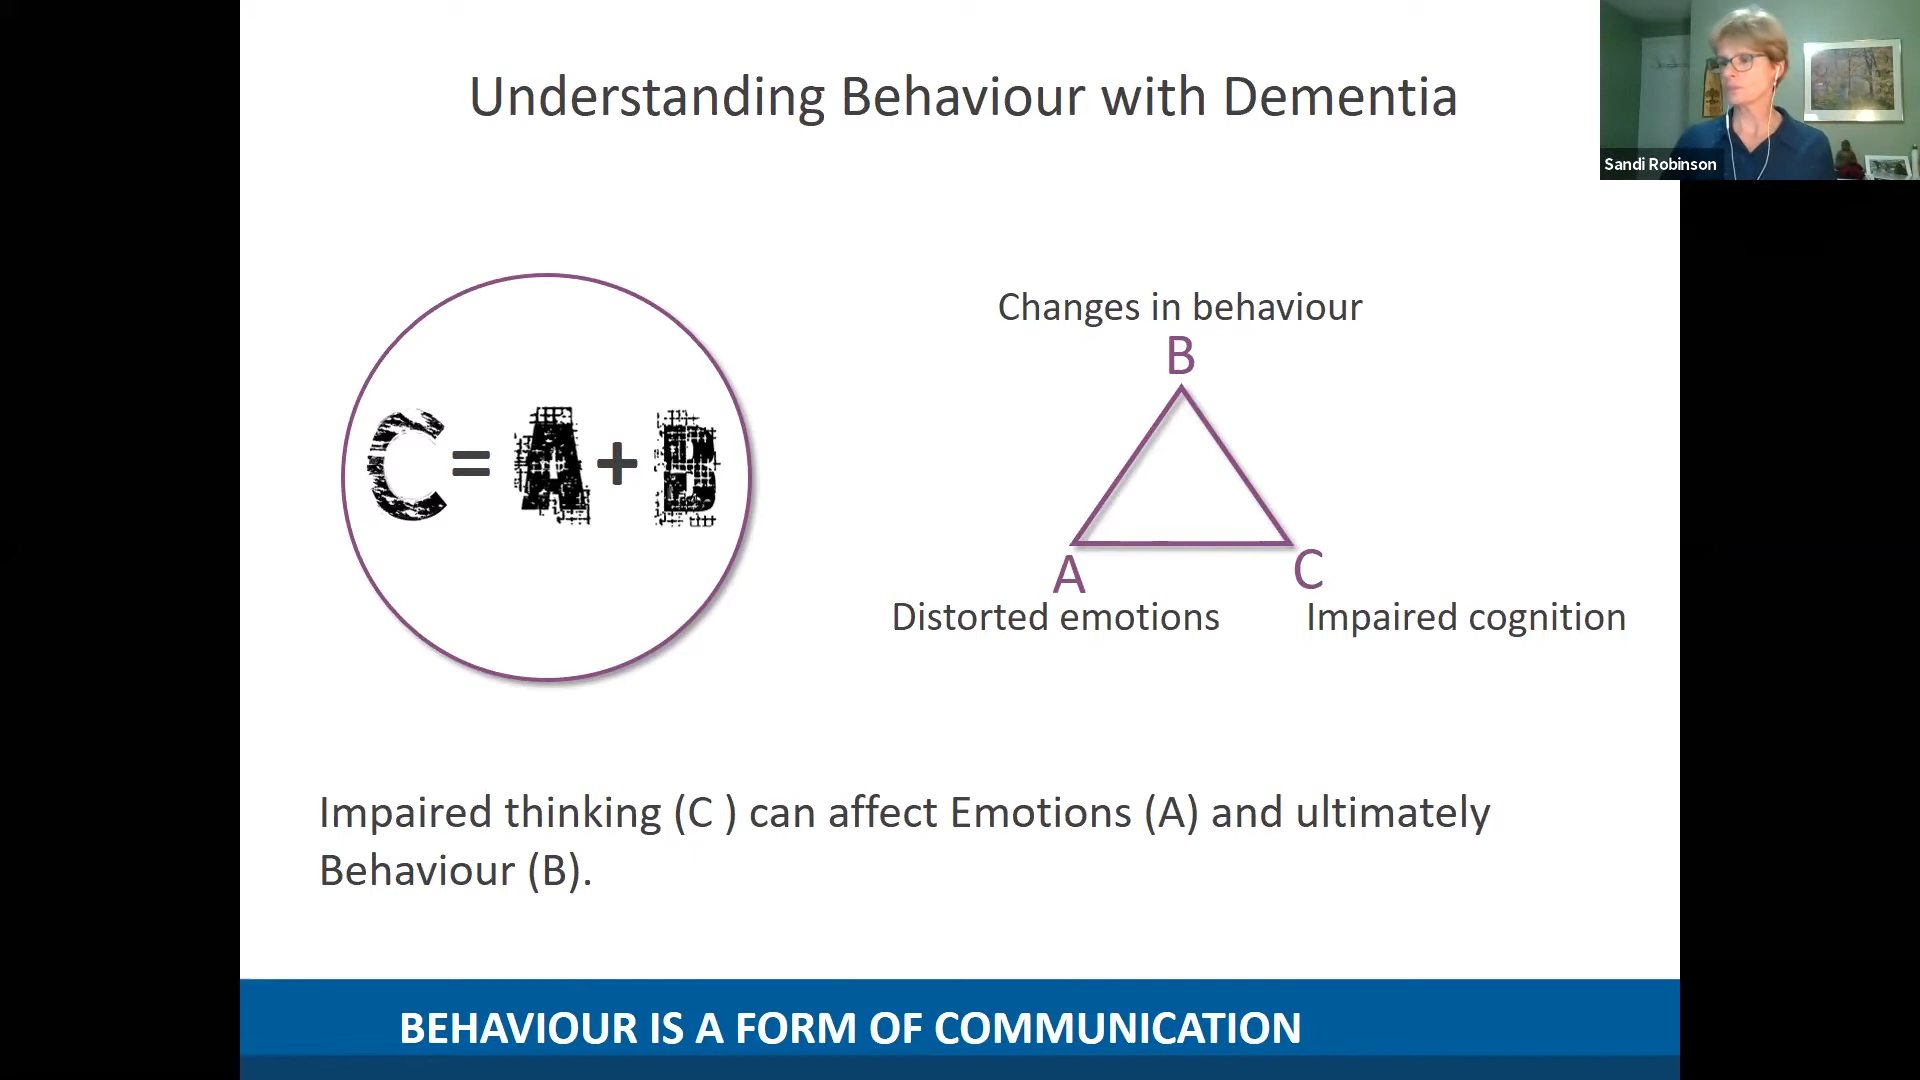 Understanding Behaviour with Dementia
Sandi Robinson
C = A + B
Changes in behaviour
B
A
C
Distorted emotions
Impaired cognition
Impaired thinking (C ) can affect Emotions (A) and ultimately
Behaviour (B).
BEHAVIOUR IS A FORM OF COMMUNICATION